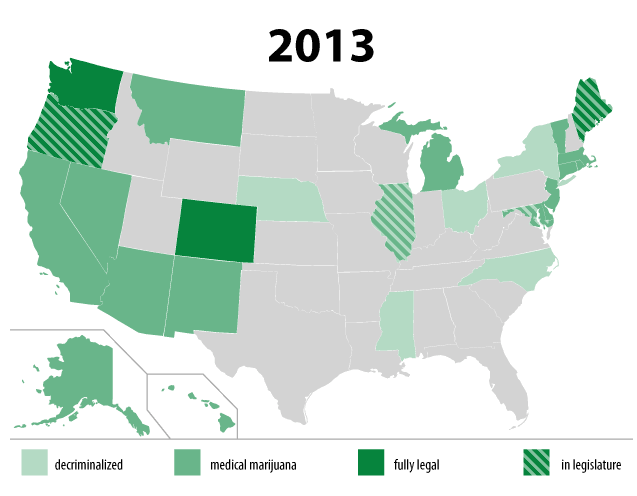 2013
decriminalized
medical marijuana
fully legal
in legislature